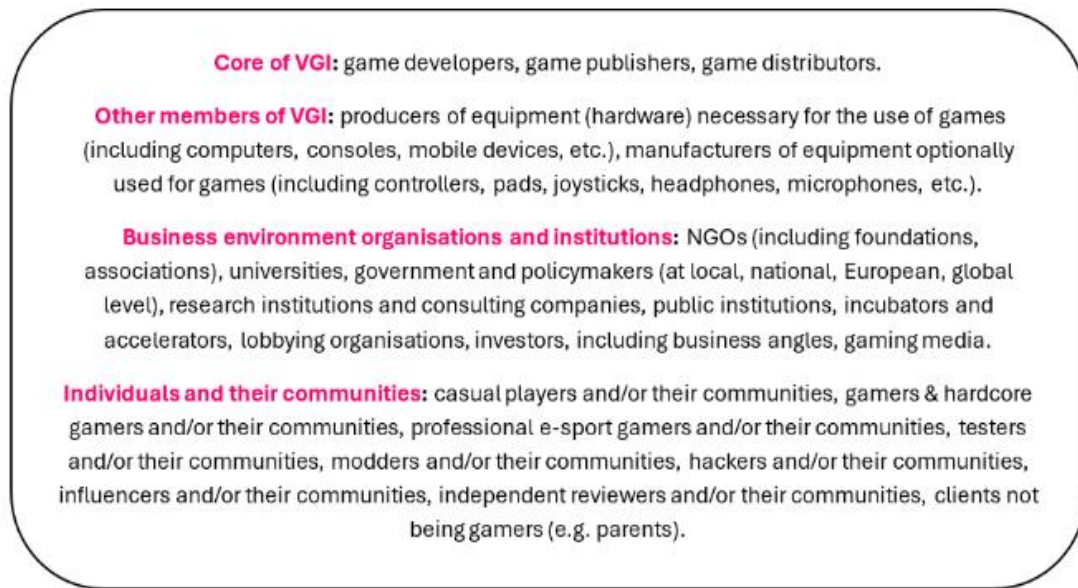 Core of VGI: game developers, game publishers, game distributors.
Other members of VGI: producers of equipment (hardware) necessary for the use of games
(including computers, consoles, mobile devices, etc.), manufacturers of equipment optionally
used for games (including controllers, pads, joysticks, headphones, microphones, etc.).
Business environment organisations and institutions: NGOs (including foundations,
associations), universities, government and policymakers (at local, national, European, global
level), research institutions and consulting companies, public institutions, incubators and
accelerators, lobbying organisations, investors, including business angles, gaming media.
Individuals and their communities: casual players and/or their communities, gamers & hardcore
gamers and/or their communities, professional e-sport gamers and/or their communities, testers
and/or their communities, modders and/or their communities, hackers and/or their communities,
influencers and/or their communities, independent reviewers and/or their communities, clients not
being gamers (e.g. parents).